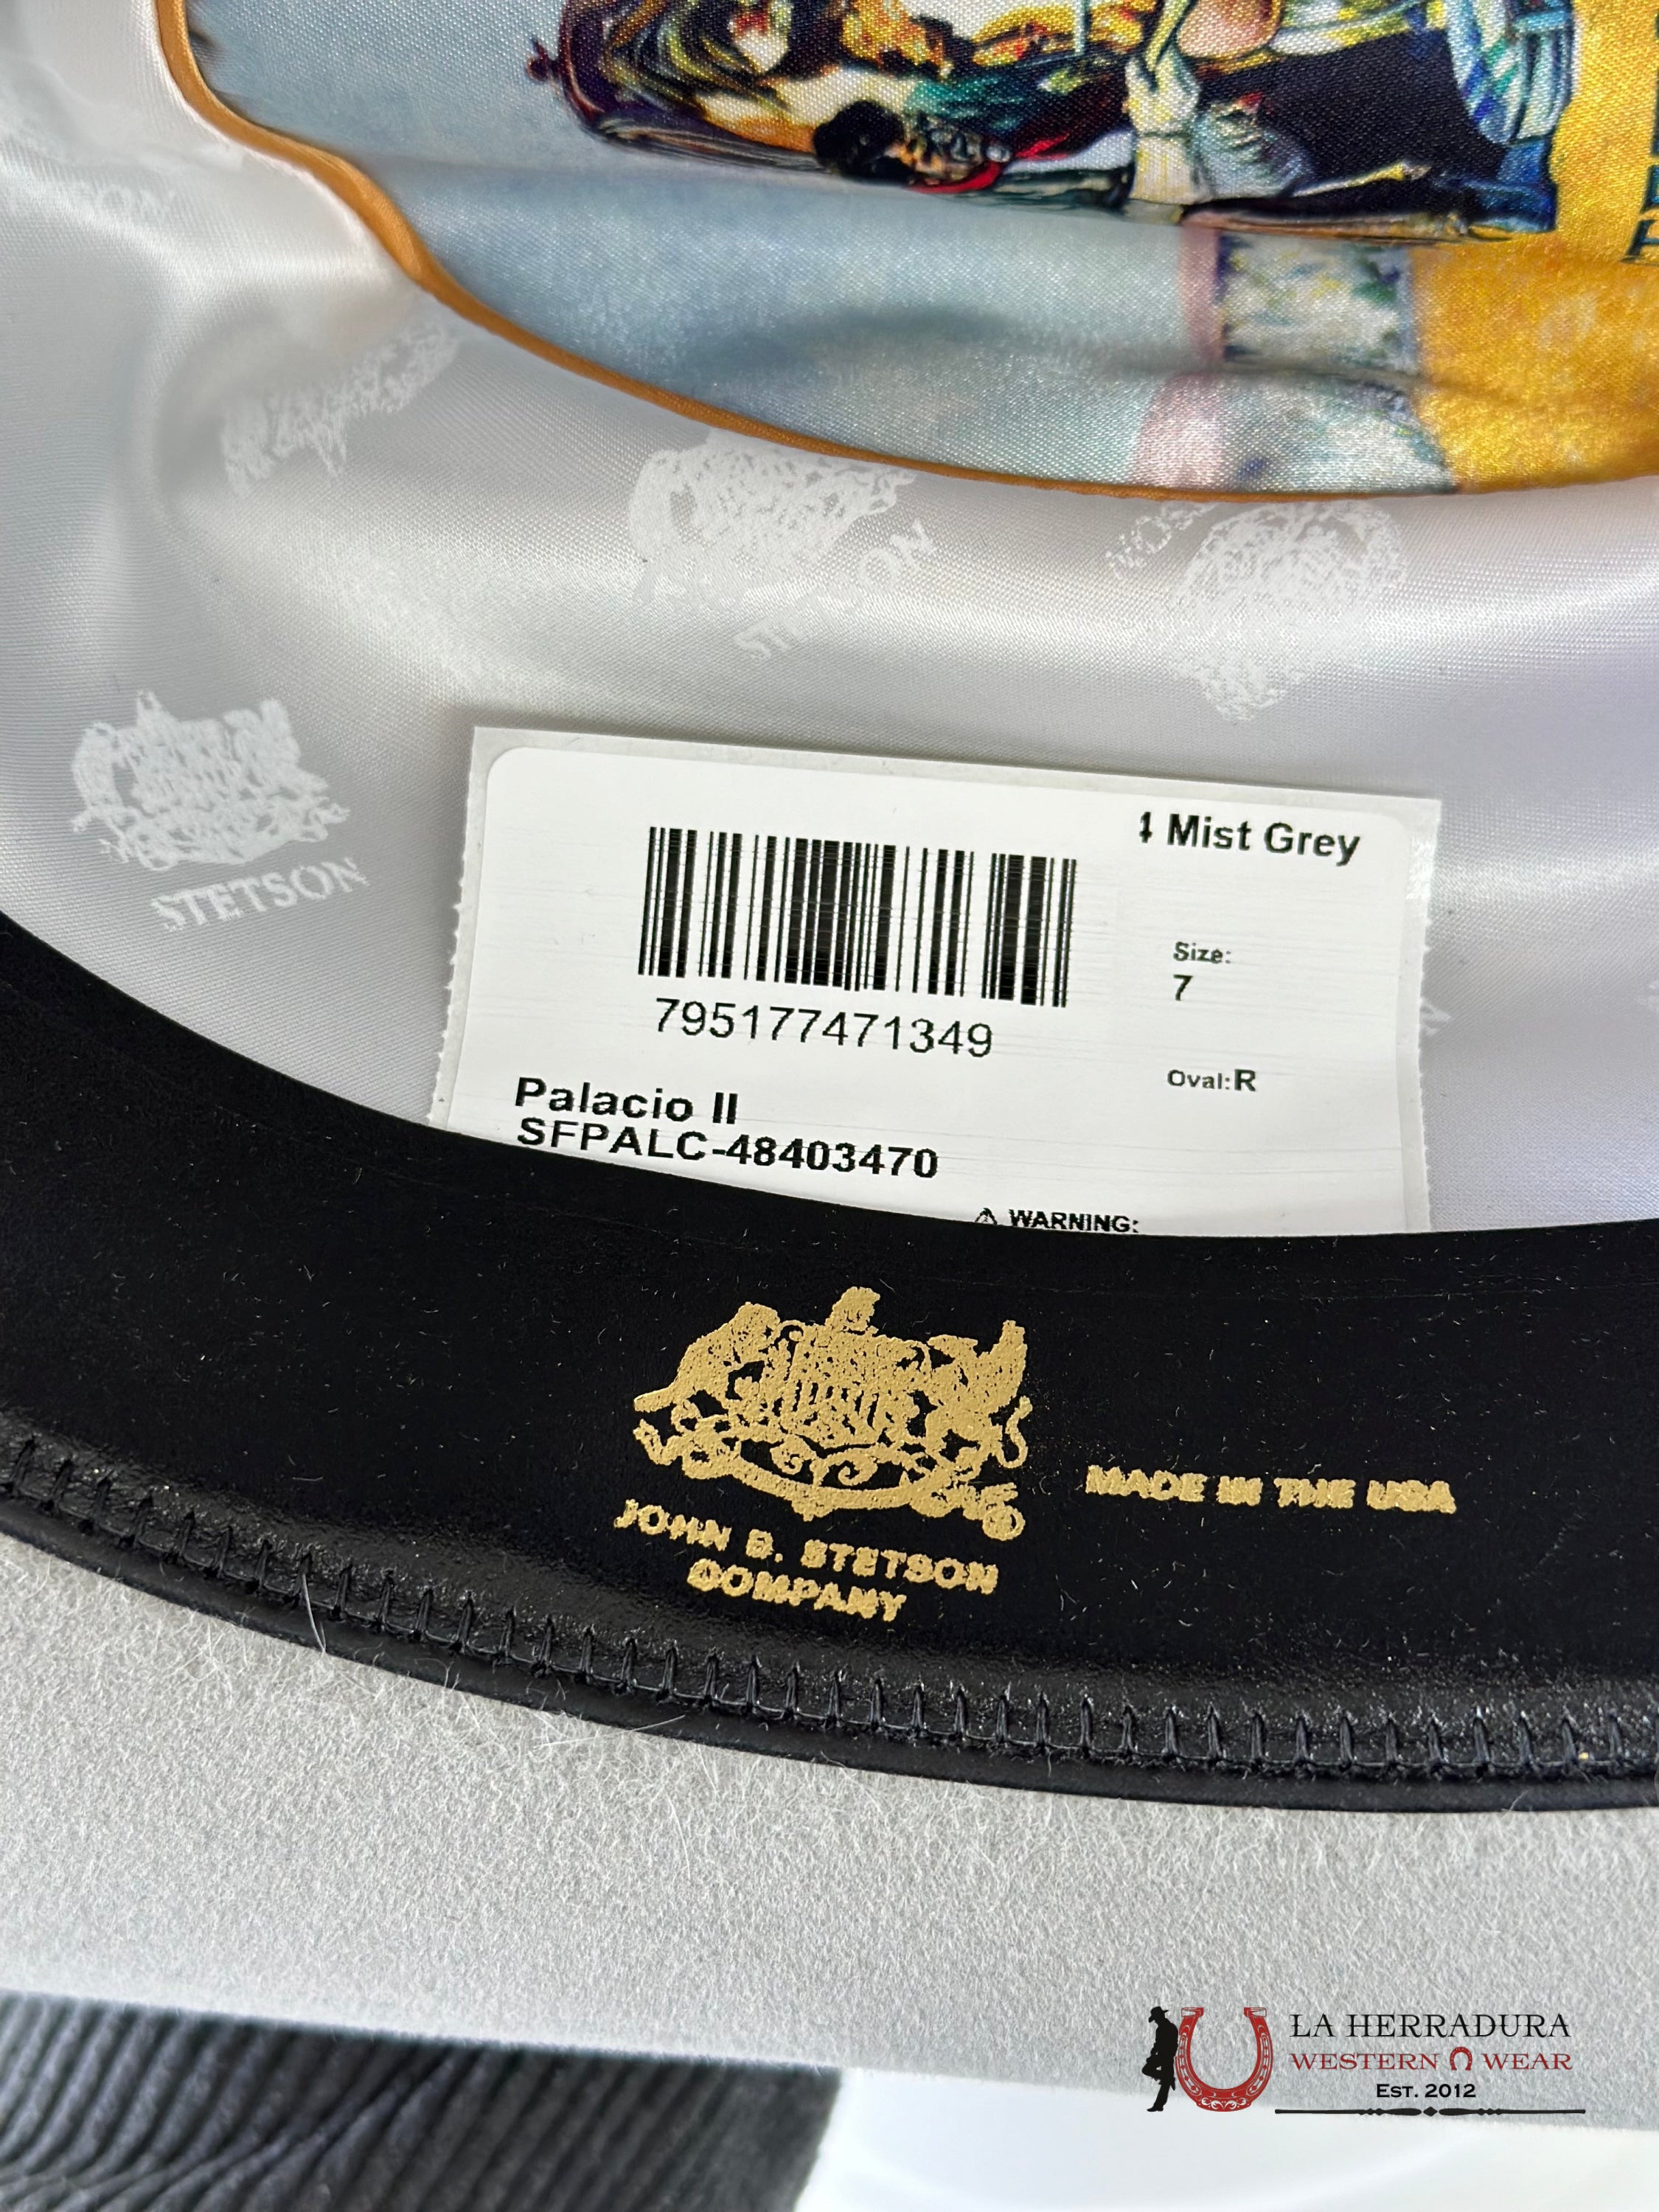 STETSON
STETSON
Mist Grey
Size:
7
795177471349
Oval:R
Palacio II
SFPALC-48403470
⚠ WARNING:
JOHN B. STETSON
COMPANY
MADE IN THE USA
LA HERRADURA
WESTERN WEAR
EST. 2012